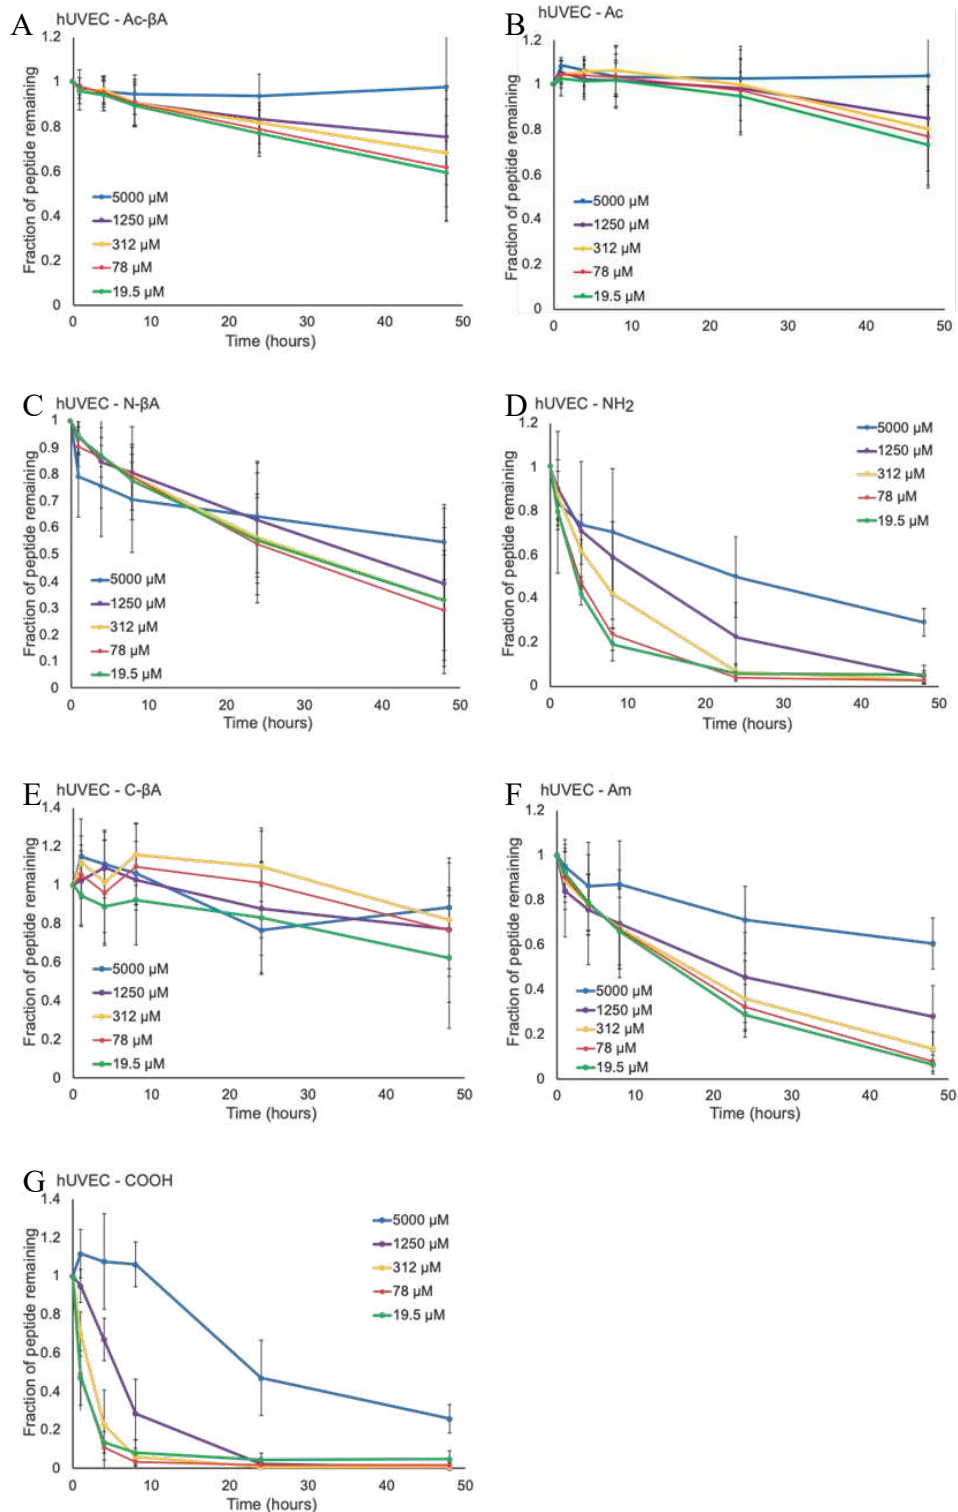 A hUVEC - Ac-βA
1.2
1
0.8
0.6
0.4
0.2
0
Fraction of peptide remaining
5000 µM
1250 µM
312 µM
78 µM
19.5 µM
0 10 20 30 40 50
Time (hours)
B hUVEC - Ac
1.2
1
0.8
0.6
0.4
0.2
0
Fraction of peptide remaining
5000 µM
1250 µM
312 µM
78 µM
19.5 µM
0 10 20 30 40 50
Time (hours)
C hUVEC - N-βA
1
0.9
0.8
0.7
0.6
0.5
0.4
0.3
0.2
0.1
0
Fraction of peptide remaining
5000 µM
1250 µM
312 µM
78 µM
19.5 µM
0 10 20 30 40 50
Time (hours)
D hUVEC - NH2
1.2
1
0.8
0.6
0.4
0.2
0
Fraction of peptide remaining
5000 µM
1250 µM
312 µM
78 µM
19.5 µM
0 10 20 30 40 50
Time (hours)
E hUVEC - C-βA
1.4
1.2
1
0.8
0.6
0.4
0.2
0
Fraction of peptide remaining
5000 µM
1250 µM
312 µM
78 µM
19.5 µM
0 10 20 30 40 50
Time (hours)
F hUVEC - Am
1.2
1
0.8
0.6
0.4
0.2
0
Fraction of peptide remaining
5000 µM
1250 µM
312 µM
78 µM
19.5 µM
0 10 20 30 40 50
Time (hours)
G hUVEC - COOH
1.4
1.2
1
0.8
0.6
0.4
0.2
0
Fraction of peptide remaining
5000 µM
1250 µM
312 µM
78 µM
19.5 µM
0 10 20 30 40 50
Time (hours)